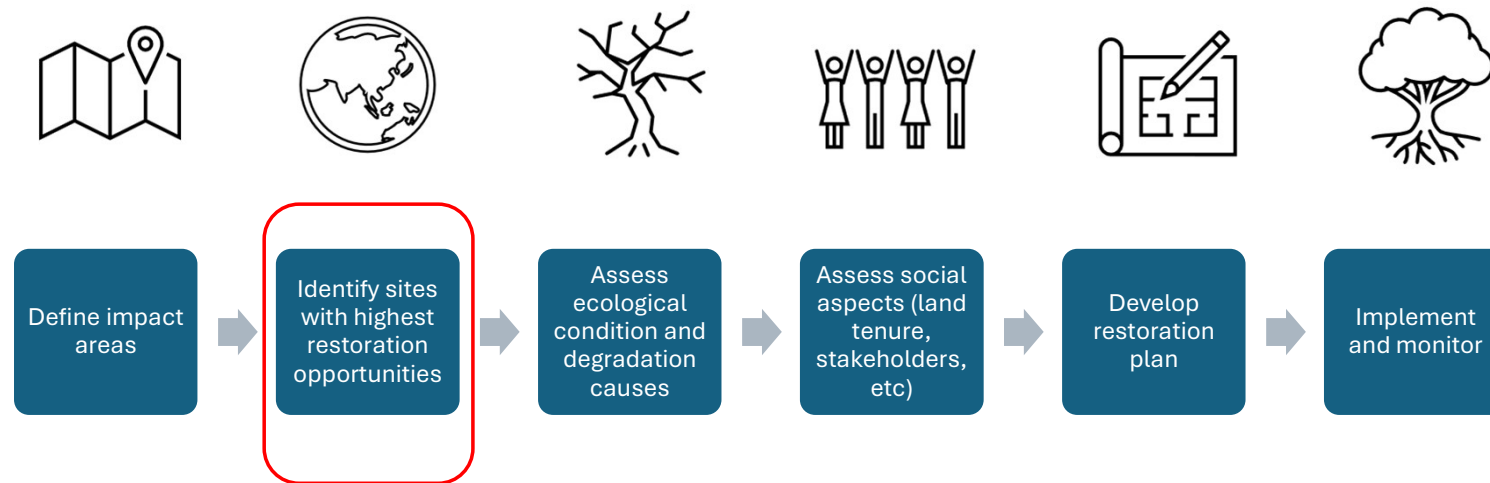 Define impact
areas
Identify sites
with highest
restoration
opportunities
Assess
ecological
condition and
degradation
causes
Assess social
aspects (land
tenure,
stakeholders,
etc)
Develop
restoration
plan
Implement
and monitor